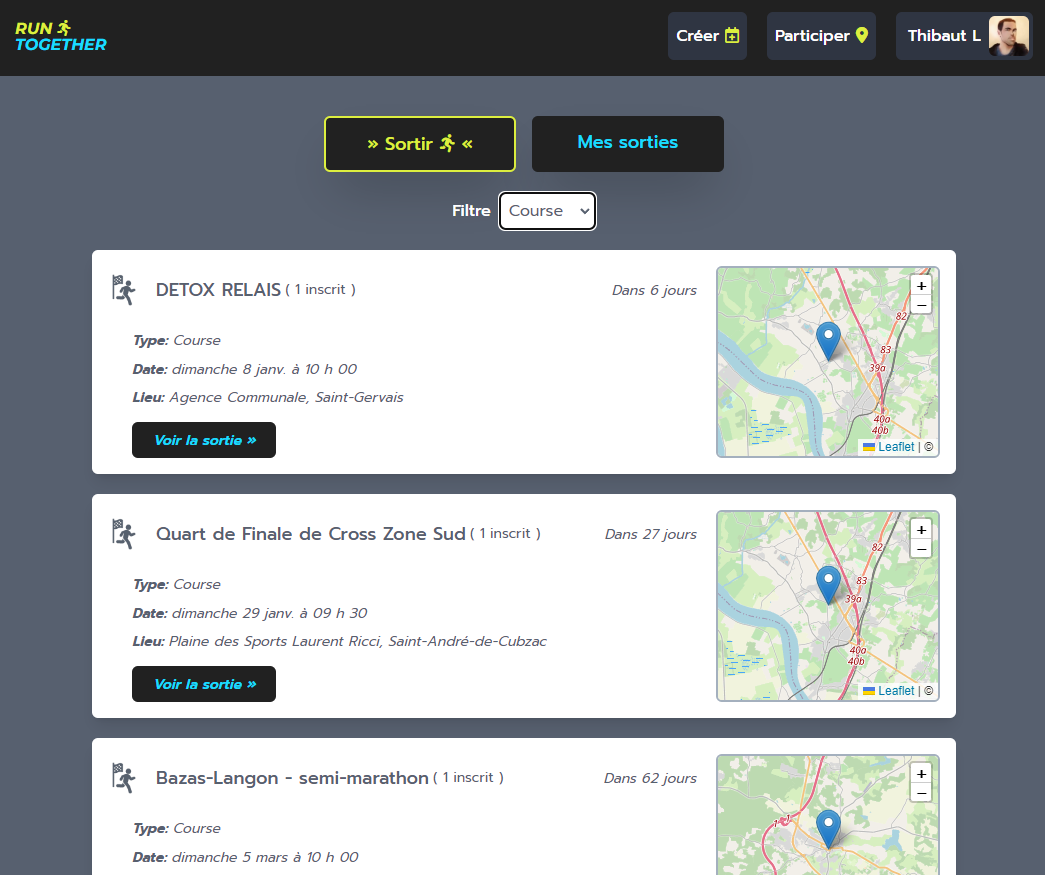 RUN
TOGETHER
Créer
Participer
Thibaut L
» Sortir «
Mes sorties
Filtre
Course
DETOX RELAIS ( 1 inscrit )
Dans 6 jours
Type: Course
Date: dimanche 8 janv. à 10 h 00
Lieu: Agence Communale, Saint-Gervais
Voir la sortie »
+
−
82
83
39a
40a
40b
Leaflet | ©
Quart de Finale de Cross Zone Sud ( 1 inscrit )
Dans 27 jours
Type: Course
Date: dimanche 29 janv. à 09 h 30
Lieu: Plaine des Sports Laurent Ricci, Saint-André-de-Cubzac
Voir la sortie »
+
−
82
83
39a
40a
40b
Leaflet | ©
Bazas-Langon - semi-marathon ( 1 inscrit )
Dans 62 jours
Type: Course
Date: dimanche 5 mars à 10 h 00
+
−